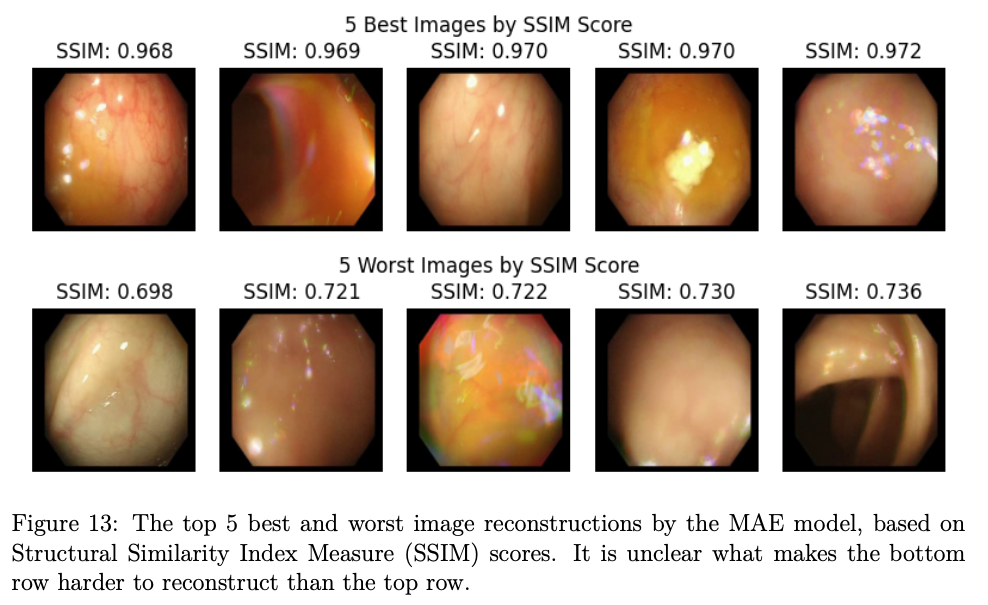 5 Best Images by SSIM Score
SSIM: 0.968 SSIM: 0.969 SSIM: 0.970 SSIM: 0.970 SSIM: 0.972
5 Worst Images by SSIM Score
SSIM: 0.698 SSIM: 0.721 SSIM: 0.722 SSIM: 0.730 SSIM: 0.736
Figure 13: The top 5 best and worst image reconstructions by the MAE model, based on
Structural Similarity Index Measure (SSIM) scores. It is unclear what makes the bottom
row harder to reconstruct than the top row.